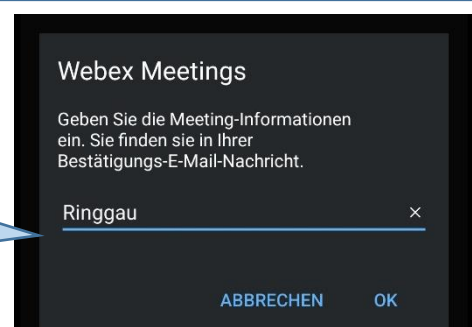 Webex Meetings
Geben Sie die Meeting-Informationen
ein. Sie finden sie in Ihrer
Bestätigungs-E-Mail-Nachricht.
Ringgau ×
ABBRECHEN OK